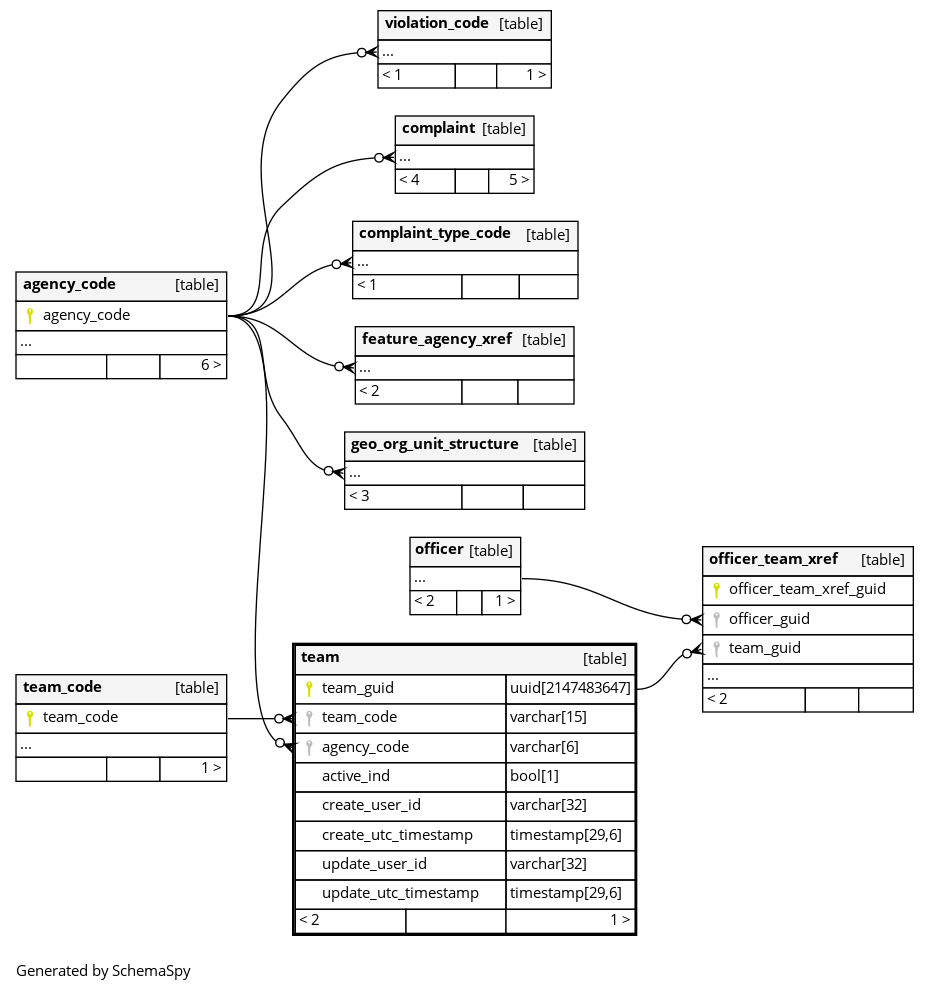 violation_code [table]
...
< 1 1 >
complaint [table]
...
< 4 5 >
complaint_type_code [table]
...
< 1
agency_code [table]
agency_code
...
6 >
feature_agency_xref [table]
...
< 2
geo_org_unit_structure [table]
...
< 3
officer [table]
...
< 2 1 >
officer_team_xref [table]
officer_team_xref_guid
officer_guid
team_guid
...
< 2
team_code [table]
team_code
...
1 >
team [table]
team_guid uuid[2147483647]
team_code varchar[15]
agency_code varchar[6]
active_ind bool[1]
create_user_id varchar[32]
create_utc_timestamp timestamp[29,6]
update_user_id varchar[32]
update_utc_timestamp timestamp[29,6]
< 2 1 >
Generated by SchemaSpy